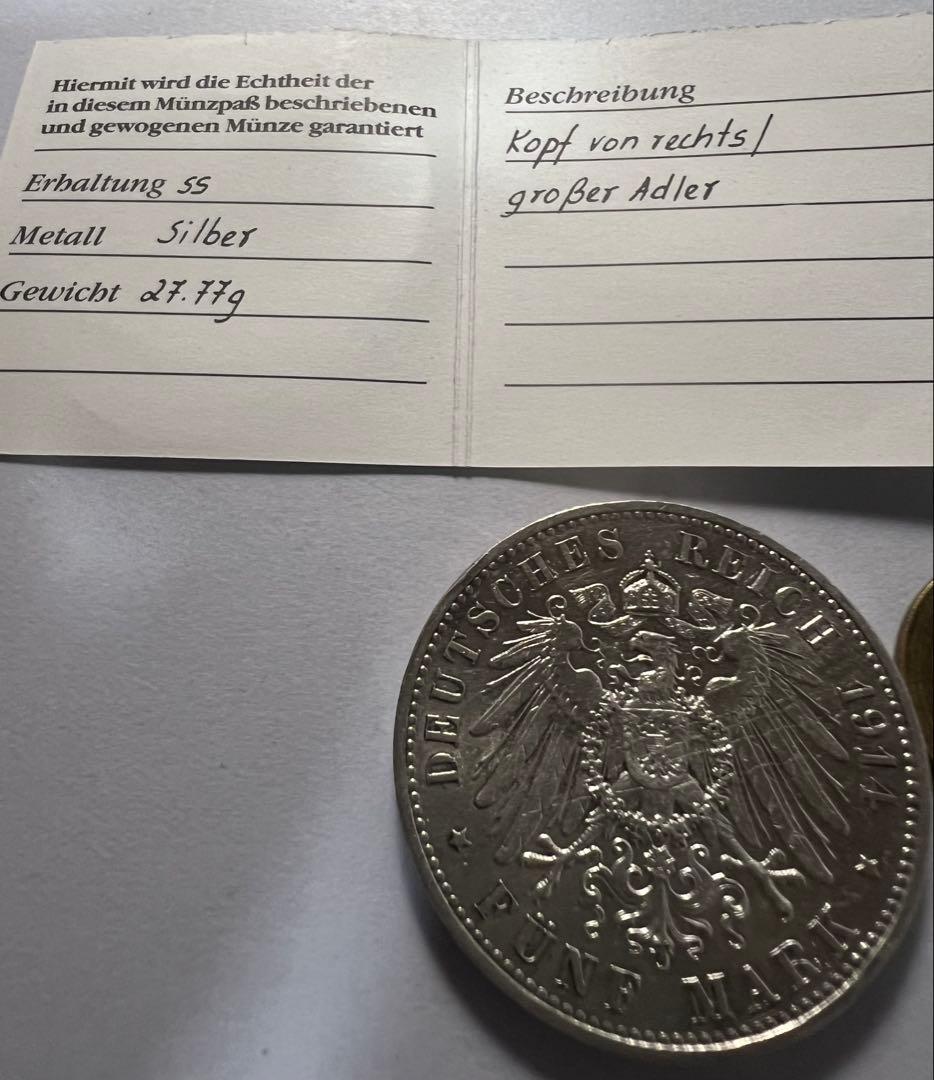 Hiermit wird die Echtheit der
in diesem Münzpaß beschriebenen
und gewogenen Münze garantiert
Erhaltung ss
Metall Silber
Gewicht 27.77g
Beschreibung
Kopf von rechts/
großer Adler
DEUTSCHES REICH 1914
FÜNF MARK